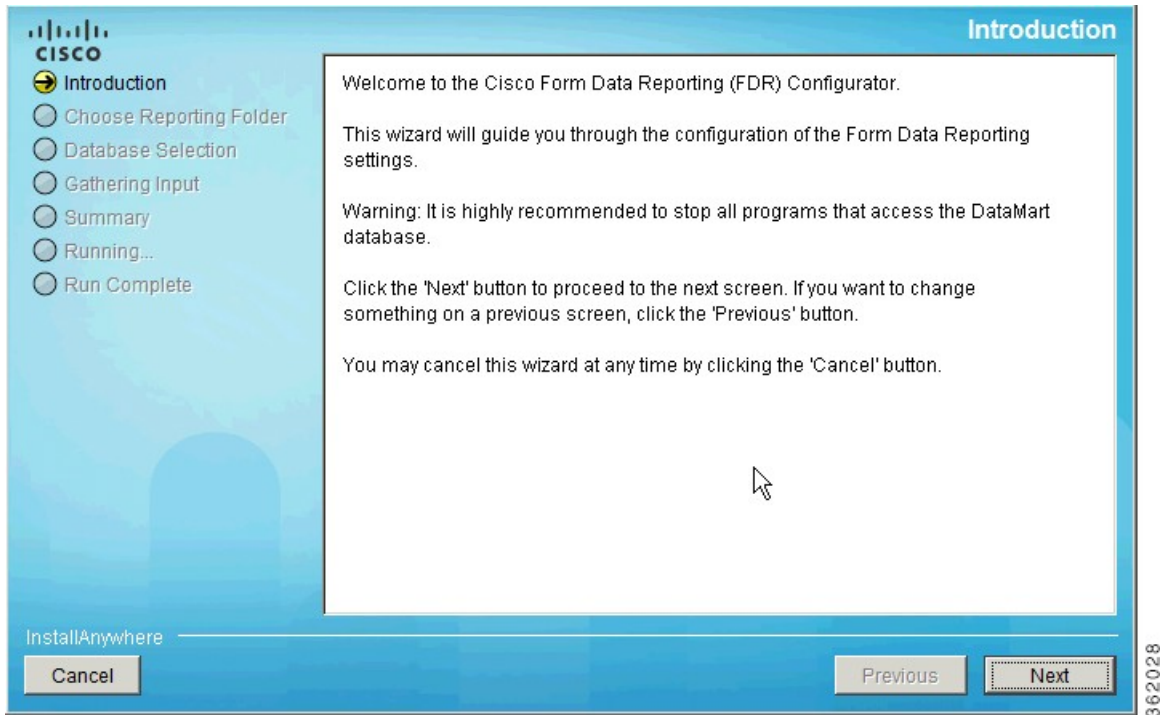 Introduction
CISCO
Introduction
Choose Reporting Folder
Database Selection
Gathering Input
Summary
Running...
Run Complete
Welcome to the Cisco Form Data Reporting (FDR) Configurator.
This wizard will guide you through the configuration of the Form Data Reporting
settings.
Warning: It is highly recommended to stop all programs that access the DataMart
database.
Click the 'Next' button to proceed to the next screen. If you want to change
something on a previous screen, click the 'Previous' button.
You may cancel this wizard at any time by clicking the 'Cancel' button.
InstallAnywhere
Cancel
Previous
Next
362028